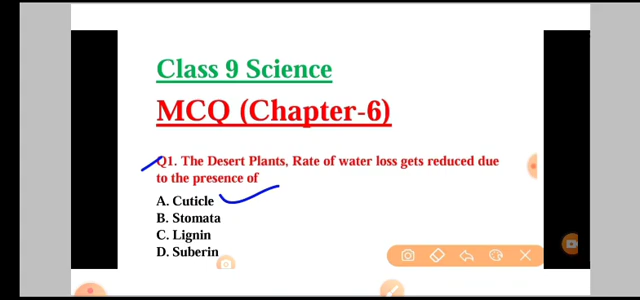 Class 9 Science
MCQ (Chapter-6)
Q1. The Desert Plants, Rate of water loss gets reduced due
to the presence of
A. Cuticle
B. Stomata
C. Lignin
D. Suberin